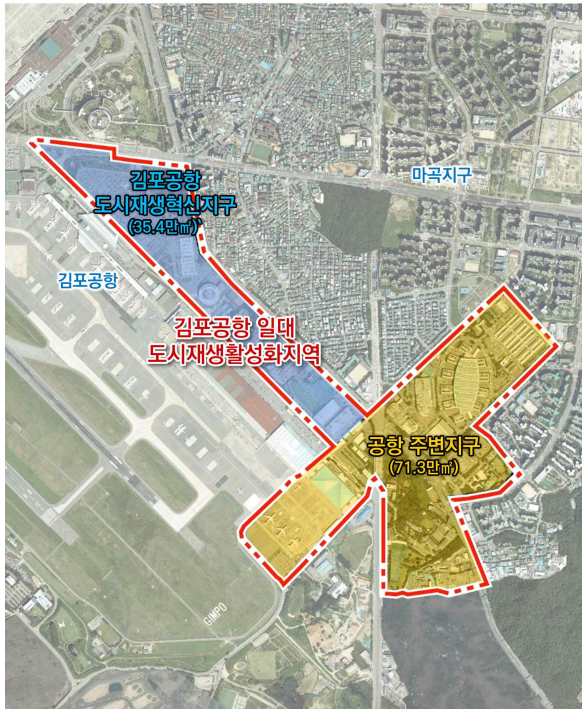 김포공항
도시재생혁신지구
(35.4만㎡)
마곡지구
김포공항
김포공항 일대
도시재생활성화지역
공항 주변지구
(71.3만㎡)
GIMPO